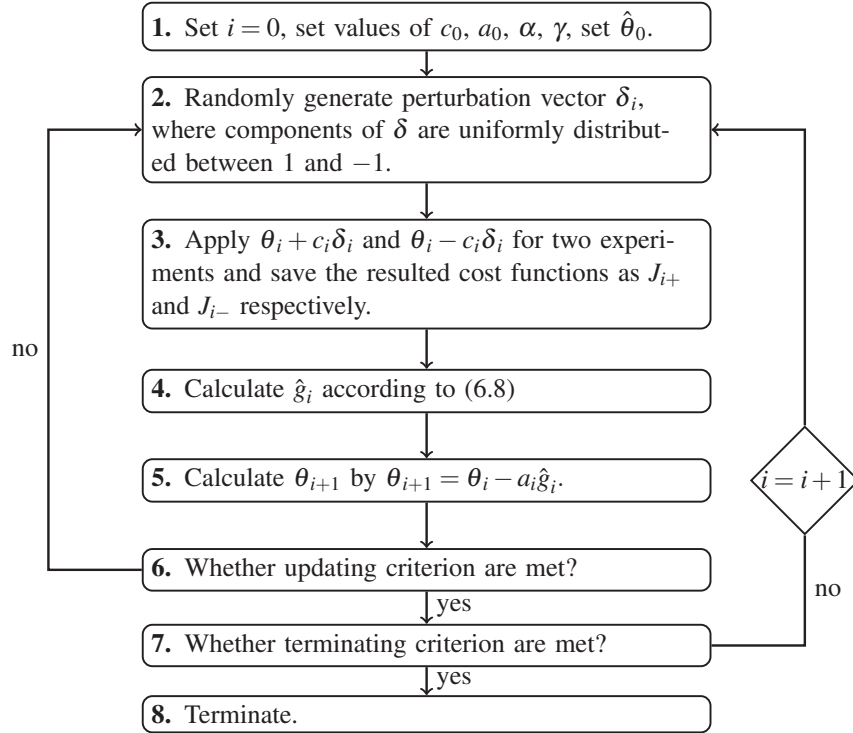 1. Set i = 0, set values of c₀, a₀, α, γ, set θ̂₀.
2. Randomly generate perturbation vector δᵢ,
where components of δ are uniformly distribut-
ed between 1 and −1.
3. Apply θᵢ + cᵢδᵢ and θᵢ − cᵢδᵢ for two experi-
ments and save the resulted cost functions as Jᵢ₊
and Jᵢ₋ respectively.
no
4. Calculate ĝᵢ according to (6.8)
5. Calculate θᵢ₊₁ by θᵢ₊₁ = θᵢ − aᵢĝᵢ.
i = i + 1
6. Whether updating criterion are met?
no
yes
7. Whether terminating criterion are met?
yes
8. Terminate.